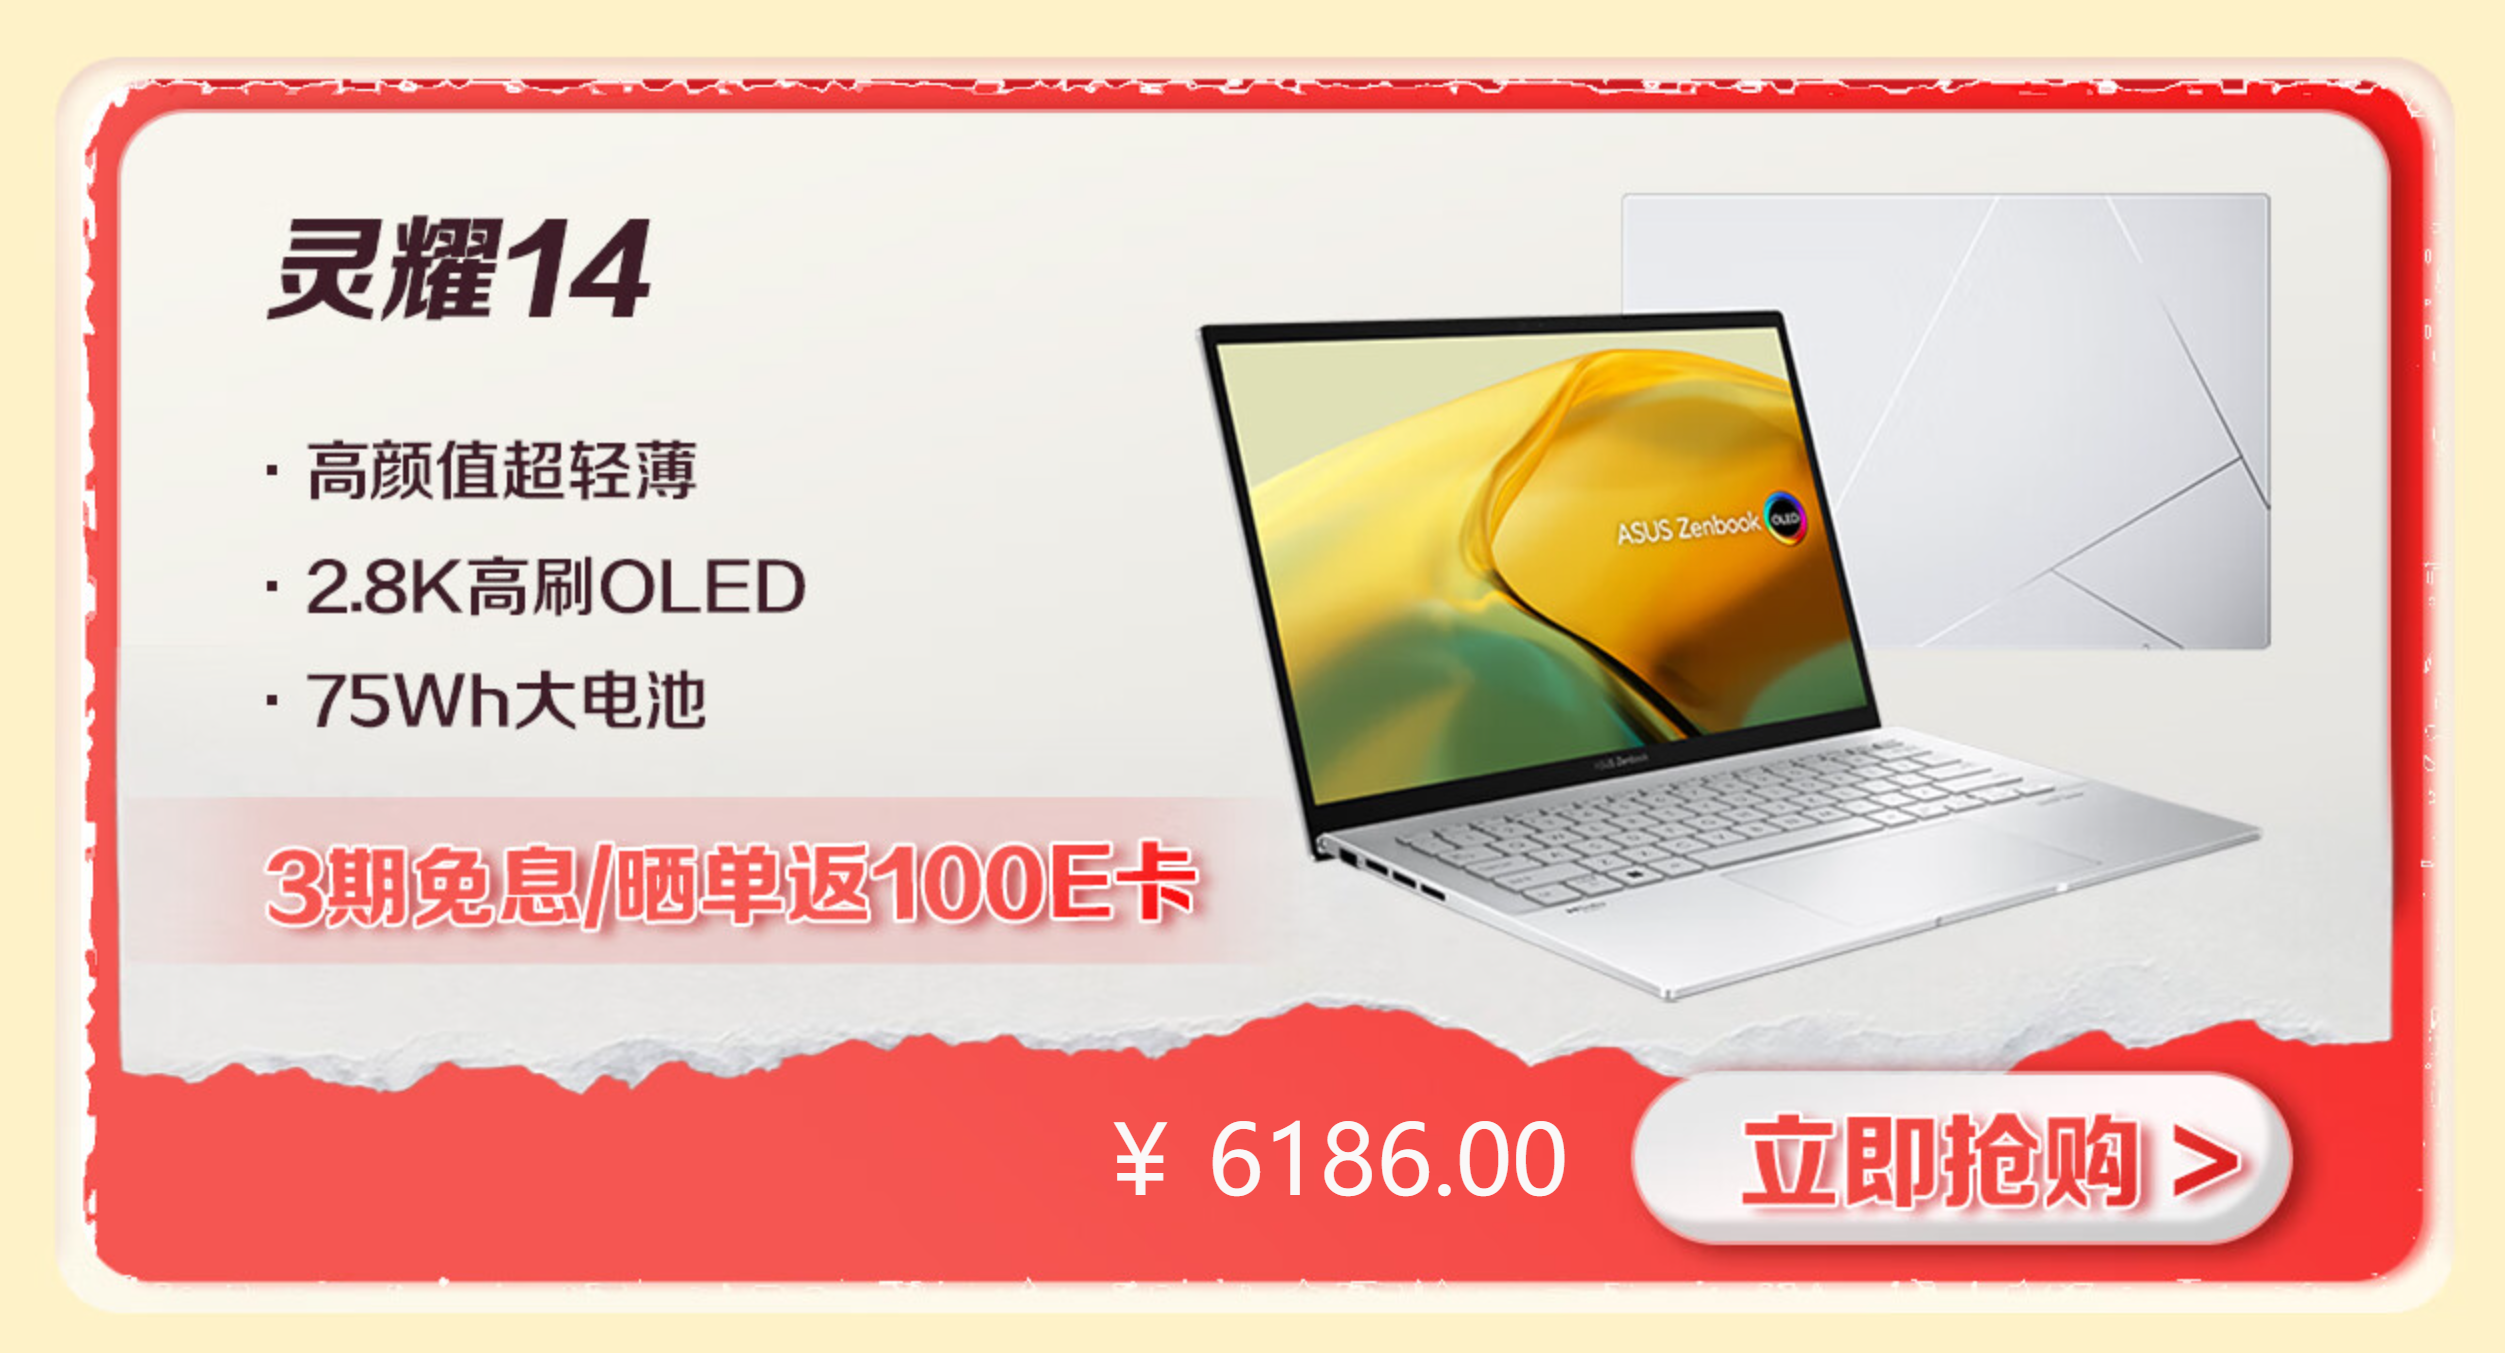 灵耀14
· 高颜值超轻薄
· 2.8K高刷OLED
· 75Wh大电池
ASUS Zenbook OLED
3期免息/晒单返100E卡
¥ 6186.00
立即抢购 >